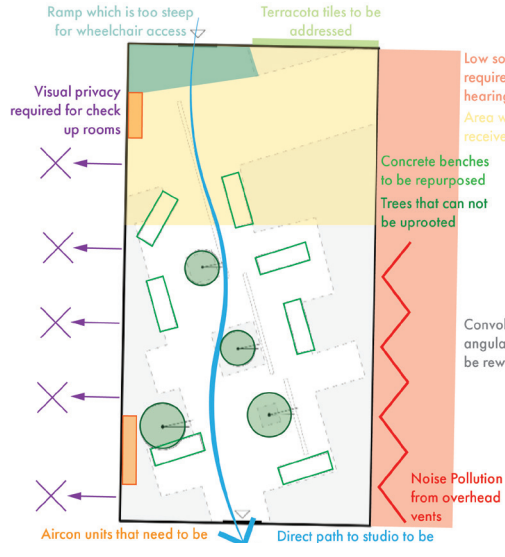 Ramp which is too steep
for wheelchair access
Terracota tiles to be
addressed
Visual privacy
required for check
up rooms
Low so
require
hearing
Area w
receive
Concrete benches
to be repurposed
Trees that can not
be uprooted
Convol
angula
be rew
Noise Pollution
from overhead
vents
Aircon units that need to be
Direct path to studio to be